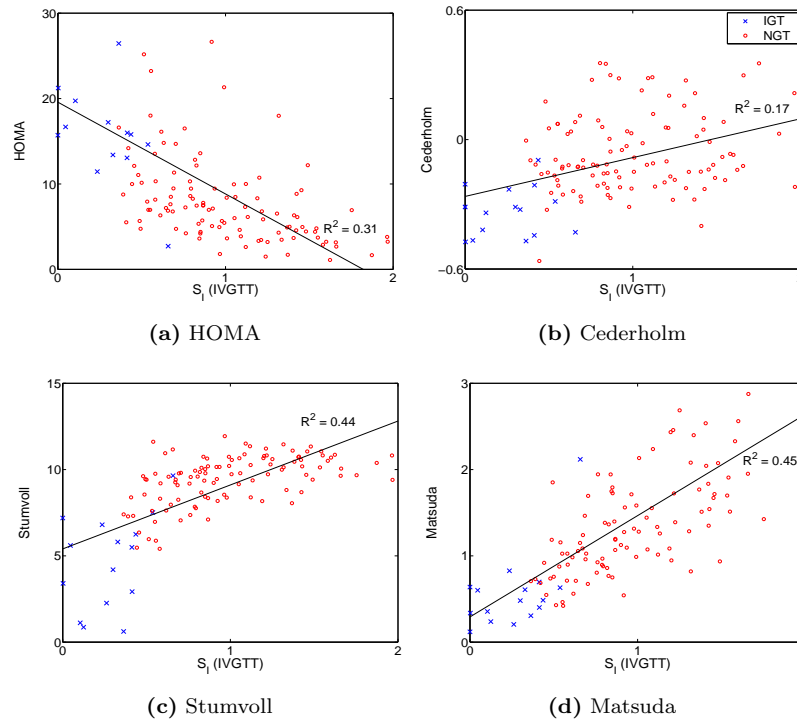 30
20
10
0
HOMA
0
1
2
S_I (IVGTT)
R² = 0.31
(a) HOMA
0.6
0
−0.6
Cederholm
0
1
S_I (IVGTT)
R² = 0.17
IGT
NGT
(b) Cederholm
15
10
5
0
Stumvoll
0
1
2
S_I (IVGTT)
R² = 0.44
(c) Stumvoll
3
2
1
0
Matsuda
0
1
S_I (IVGTT)
R² = 0.45
(d) Matsuda